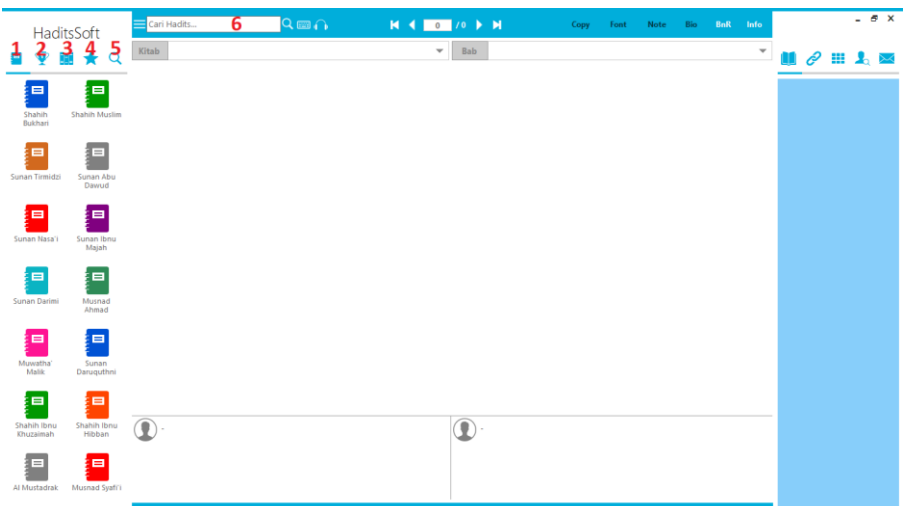 HaditsSoft
1 2 3 4 5
Shahih Bukhari
Shahih Muslim
Sunan Tirmidzi
Sunan Abu Dawud
Sunan Nasa'i
Sunan Ibnu Majah
Sunan Darimi
Musnad Ahmad
Muwatha' Malik
Sunan Daruquthni
Shahih Ibnu Khuzaimah
Shahih Ibnu Hibban
Al Mustadrak
Musnad Syafi'i
Cari Hadits... 6
0 / 0
Copy Font Note Bio BnR Info
Kitab
Bab
-
-